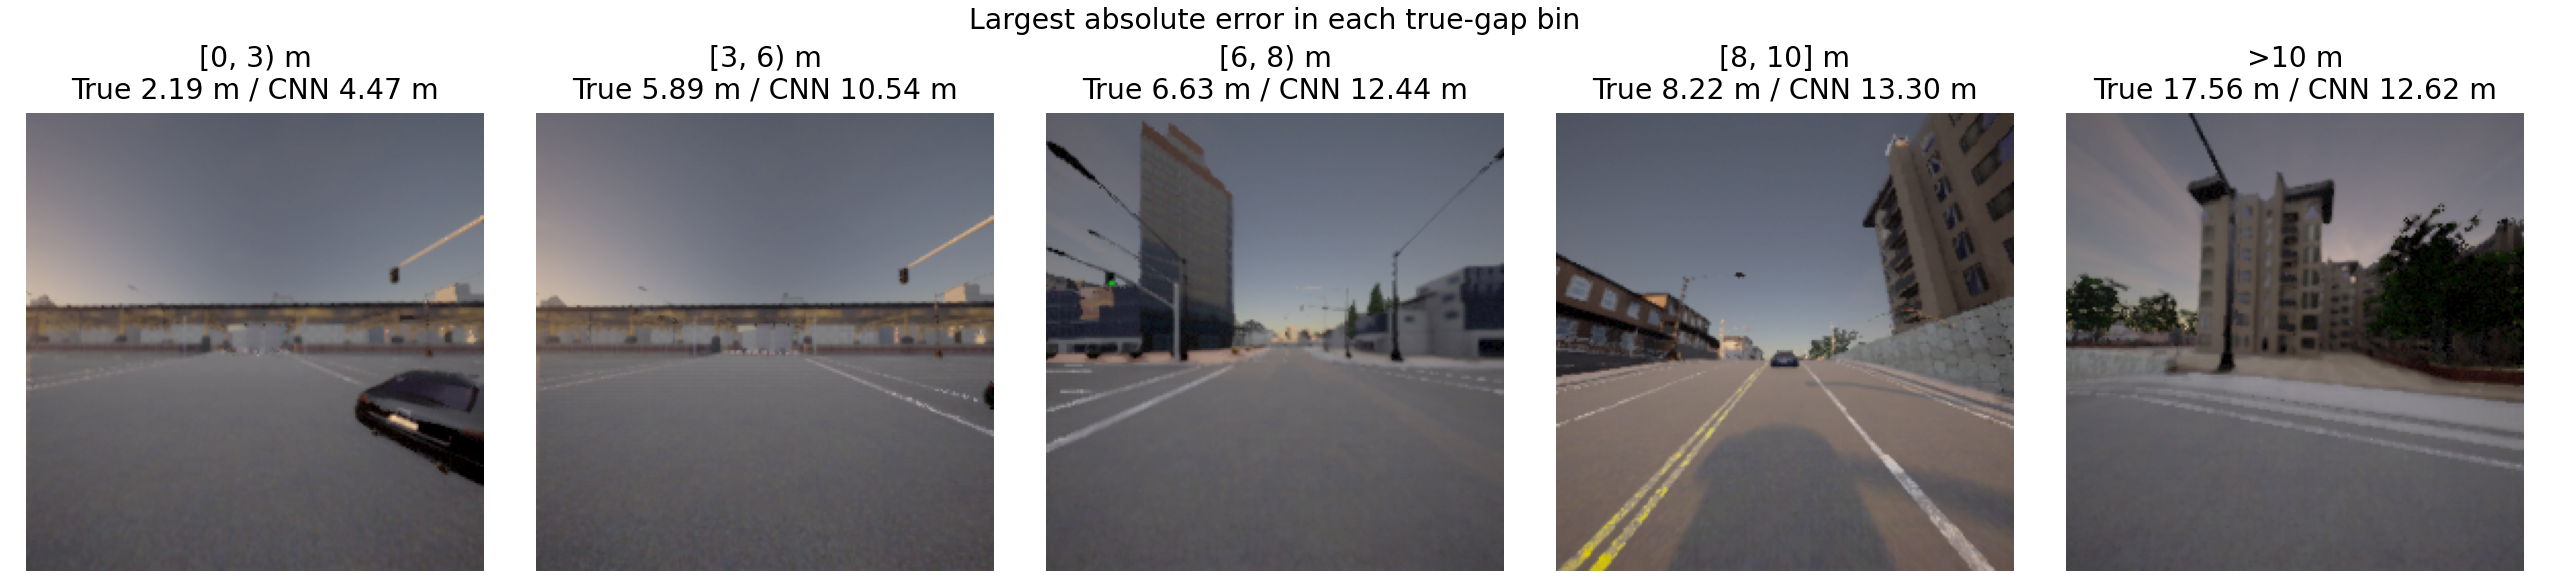 Largest absolute error in each true-gap bin
[0, 3) m
True 2.19 m / CNN 4.47 m
[3, 6) m
True 5.89 m / CNN 10.54 m
[6, 8) m
True 6.63 m / CNN 12.44 m
[8, 10] m
True 8.22 m / CNN 13.30 m
>10 m
True 17.56 m / CNN 12.62 m